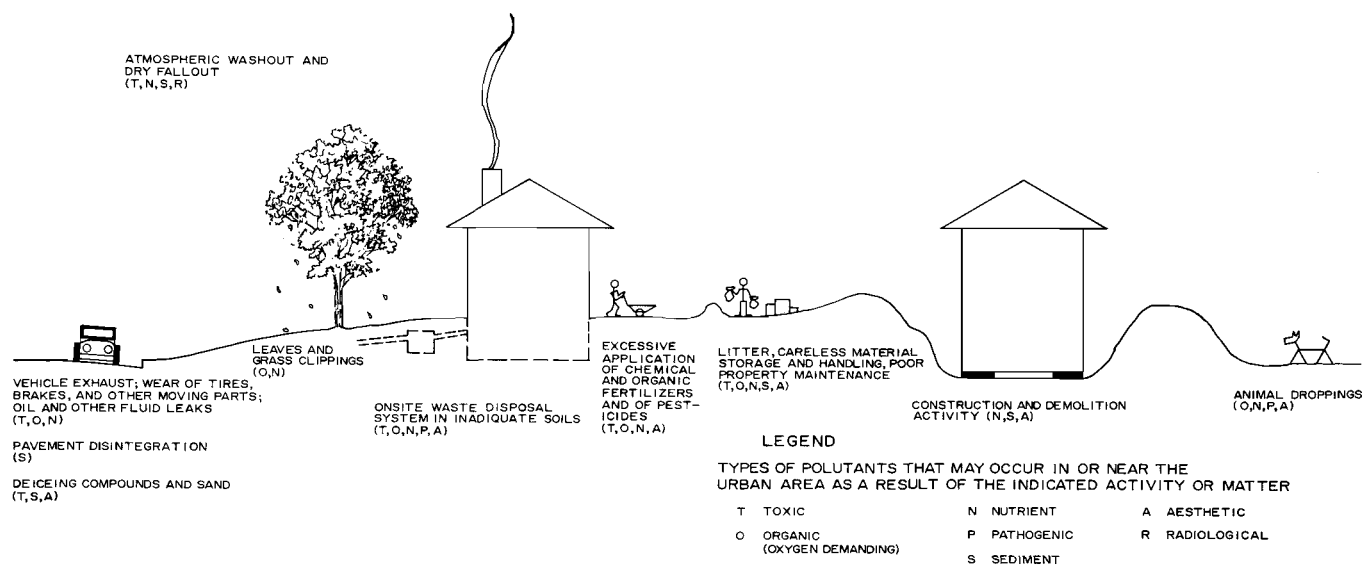 ATMOSPHERIC WASHOUT AND
DRY FALLOUT
(T,N,S,R)
VEHICLE EXHAUST; WEAR OF TIRES,
BRAKES, AND OTHER MOVING PARTS;
OIL AND OTHER FLUID LEAKS
(T,O,N)
PAVEMENT DISINTEGRATION
(S)
DEICEING COMPOUNDS AND SAND
(T,S,A)
LEAVES AND
GRASS CLIPPINGS
(O,N)
ONSITE WASTE DISPOSAL
SYSTEM IN INADIQUATE SOILS
(T,O,N,P,A)
EXCESSIVE
APPLICATION
OF CHEMICAL
AND ORGANIC
FERTILIZERS
AND OF PEST-
ICIDES
(T,O,N,A)
LITTER, CARELESS MATERIAL
STORAGE AND HANDLING, POOR
PROPERTY MAINTENANCE
(T,O,N,S,A)
CONSTRUCTION AND DEMOLITION
ACTIVITY (N,S,A)
ANIMAL DROPPINGS
(O,N,P,A)
LEGEND
TYPES OF POLUTANTS THAT MAY OCCUR IN OR NEAR THE
URBAN AREA AS A RESULT OF THE INDICATED ACTIVITY OR MATTER
T TOXIC
O ORGANIC
(OXYGEN DEMANDING)
N NUTRIENT
P PATHOGENIC
S SEDIMENT
A AESTHETIC
R RADIOLOGICAL